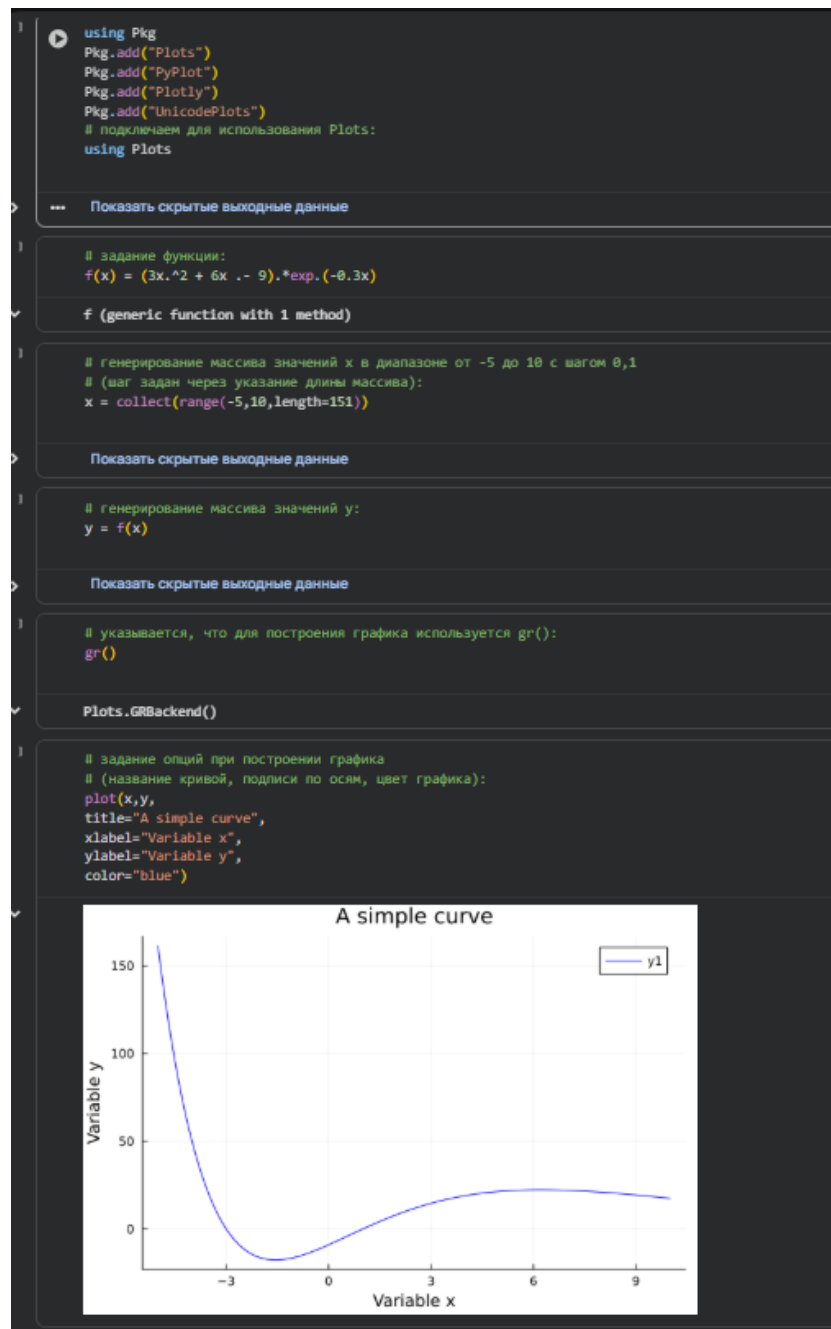 using Pkg
Pkg.add("Plots")
Pkg.add("PyPlot")
Pkg.add("Plotly")
Pkg.add("UnicodePlots")
# подключаем для использования Plots:
using Plots
Показать скрытые выходные данные
# задание функции:
f(x) = (3x.^2 + 6x .- 9).*exp.(-0.3x)
f (generic function with 1 method)
# генерирование массива значений x в диапазоне от -5 до 10 с шагом 0,1
# (шаг задан через указание длины массива):
x = collect(range(-5,10,length=151))
Показать скрытые выходные данные
# генерирование массива значений y:
y = f(x)
Показать скрытые выходные данные
# указывается, что для построения графика используется gr():
gr()
Plots.GRBackend()
# задание опций при построении графика
# (название кривой, подписи по осям, цвет графика):
plot(x,y,
title="A simple curve",
xlabel="Variable x",
ylabel="Variable y",
color="blue")
A simple curve
y1
150
100
50
0
Variable y
-3 0 3 6 9
Variable x